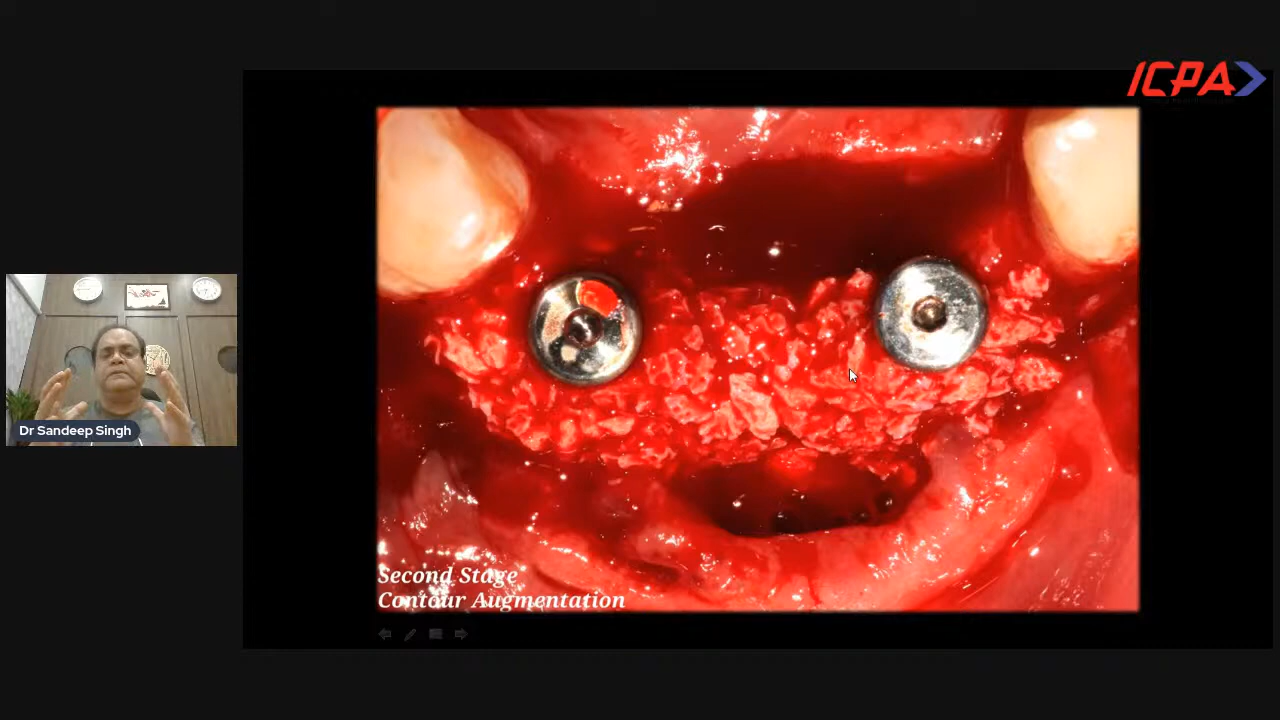 ICPA
Dr Sandeep Singh
Second Stage
Contour Augmentation